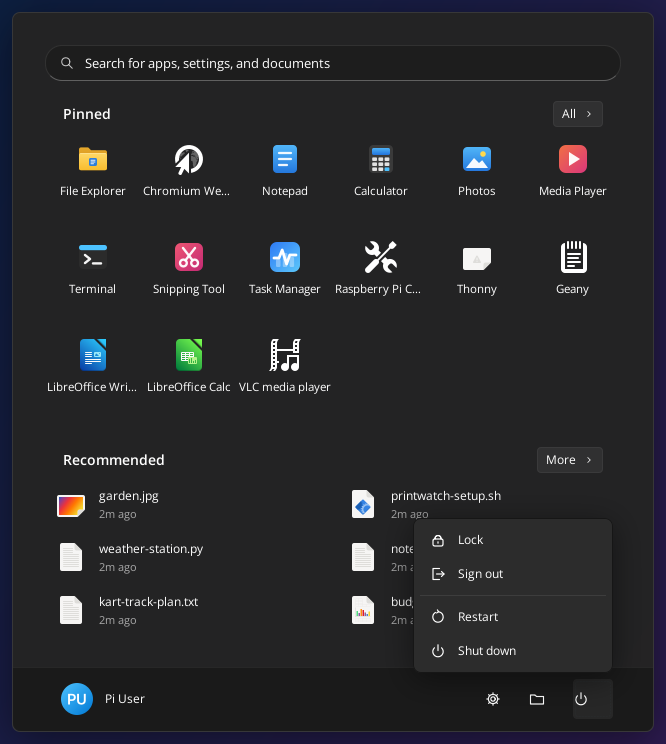 Search for apps, settings, and documents
Pinned
All
File Explorer
Chromium We...
Notepad
Calculator
Photos
Media Player
Terminal
Snipping Tool
Task Manager
Raspberry Pi C...
Thonny
Geany
LibreOffice Wri...
LibreOffice Calc
VLC media player
Recommended
More
garden.jpg
2m ago
printwatch-setup.sh
2m ago
weather-station.py
2m ago
note
2m a
kart-track-plan.txt
2m ago
budg
2m a
Lock
Sign out
Restart
Shut down
PU
Pi User